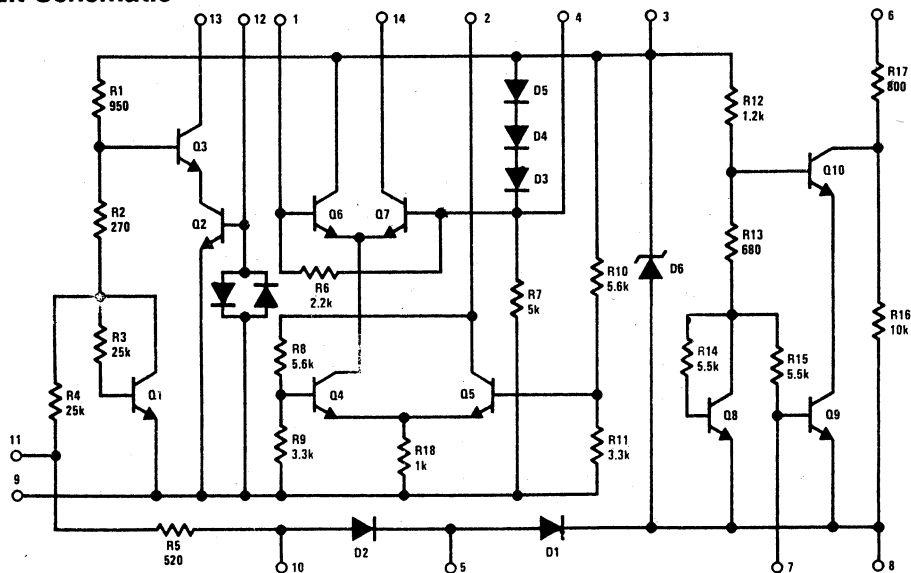 13 12 1 14 2 4 3 6
R1
950
D5
R17
800
R12
1.2k
D4
Q3
Q10
D3
R2
270
Q2
Q6 Q7
R13
680
R6
2.2k
R7
5k
R10
5.6k
D6
R16
10k
R3
25k
R8
5.6k
R14
5.5k
R15
5.5k
R4
25k
Q1
Q4 Q5
Q8 Q9
R9
3.3k
R18
1k
R11
3.3k
11
9
R5
520
D2 D1
10 5 7 8